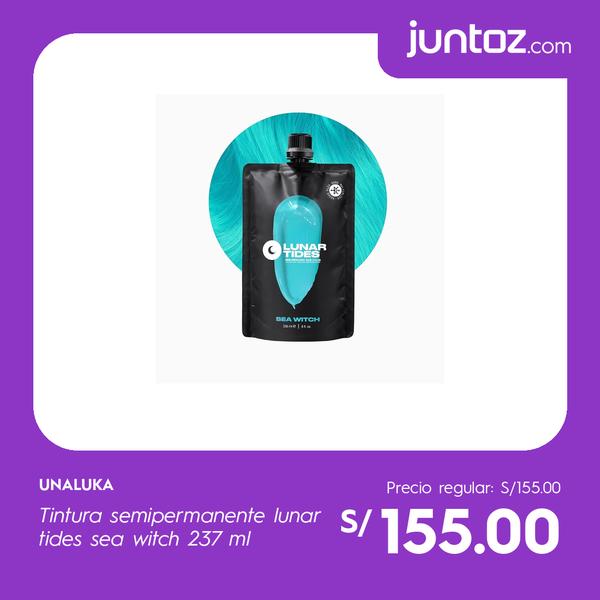 juntoz.com
LUNAR
TIDES
SEA WITCH
UNALUKA
Tintura semipermanente lunar
tides sea witch 237 ml
Precio regular: S/155.00
S/155.00